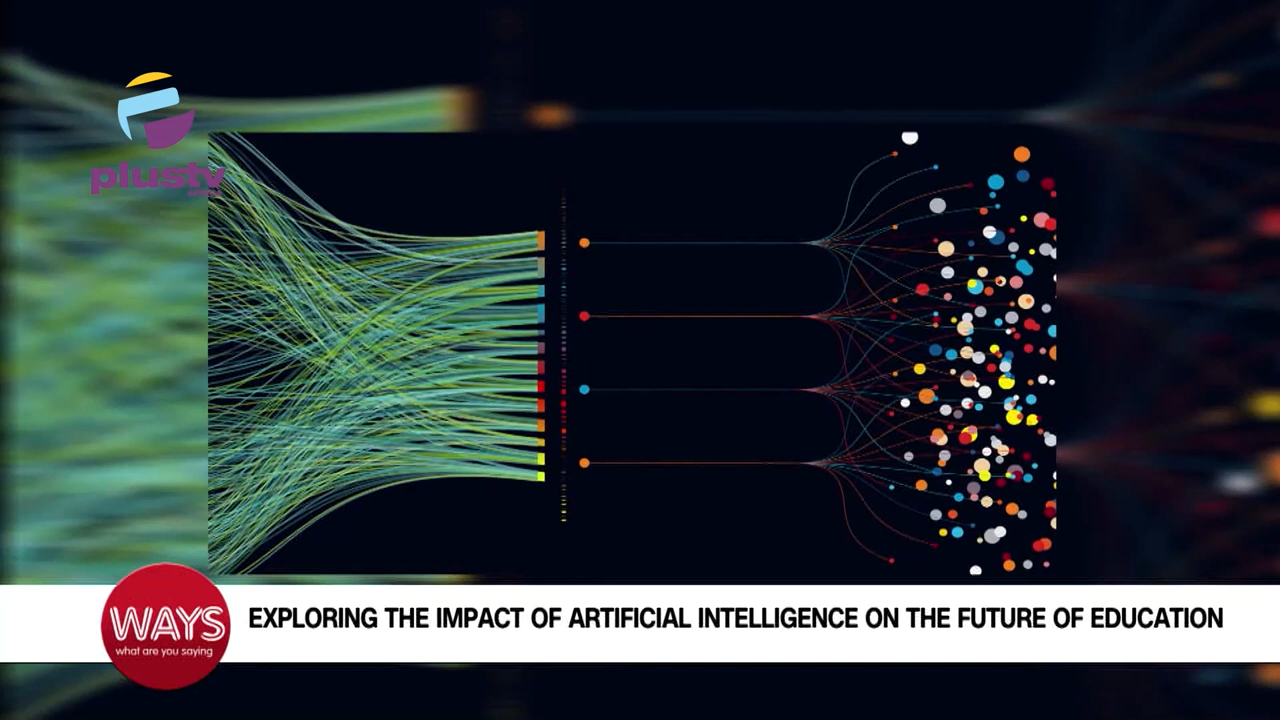 plustv
WAYS
what are you saying
EXPLORING THE IMPACT OF ARTIFICIAL INTELLIGENCE ON THE FUTURE OF EDUCATION